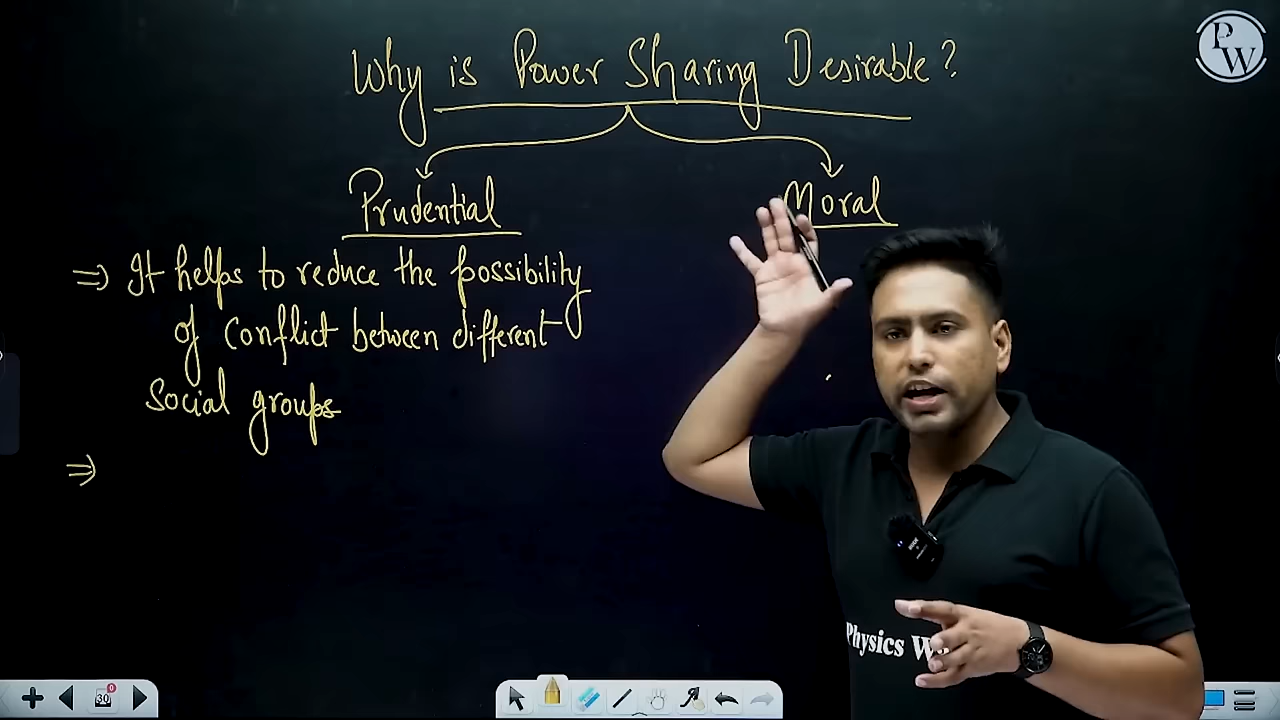 Why is Power Sharing Desirable?
PW
Prudential
Moral
⇒ It helps to reduce the possibility
of Conflict between different
Social groups
⇒
30
Physics W